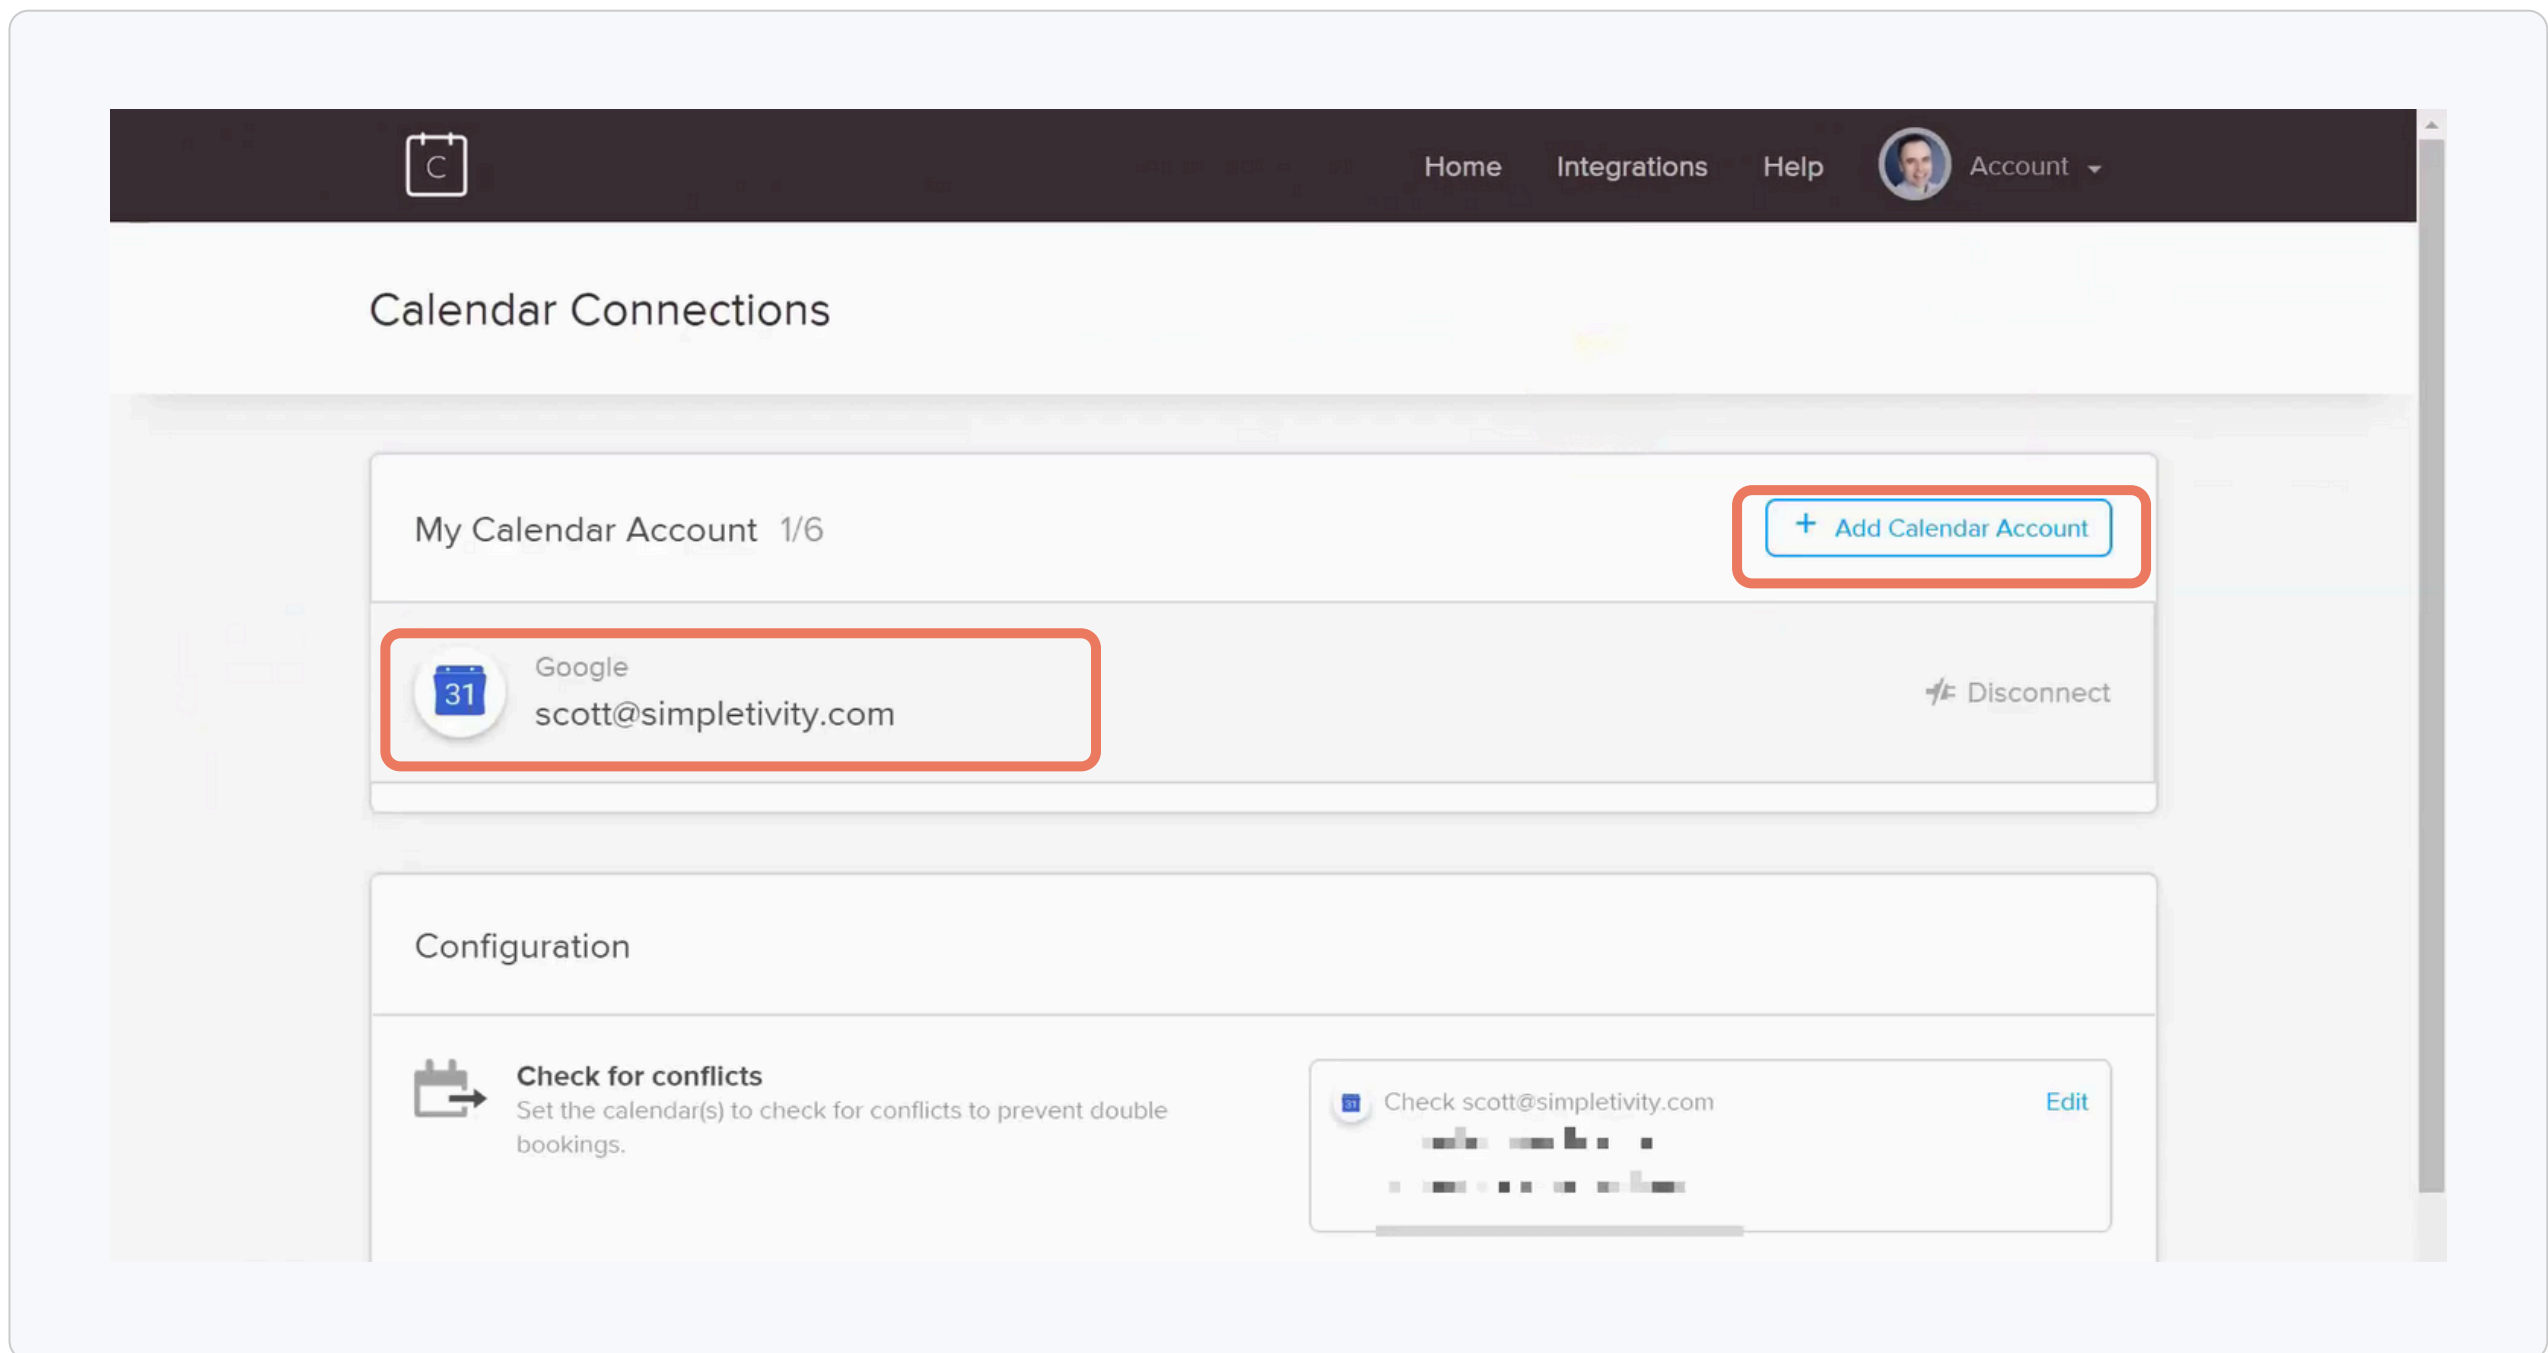 C
Home Integrations Help Account
Calendar Connections
My Calendar Account 1/6
+ Add Calendar Account
31
Google
scott@simpletivity.com
Disconnect
Configuration
Check for conflicts
Set the calendar(s) to check for conflicts to prevent double
bookings.
31 Check scott@simpletivity.com
Edit